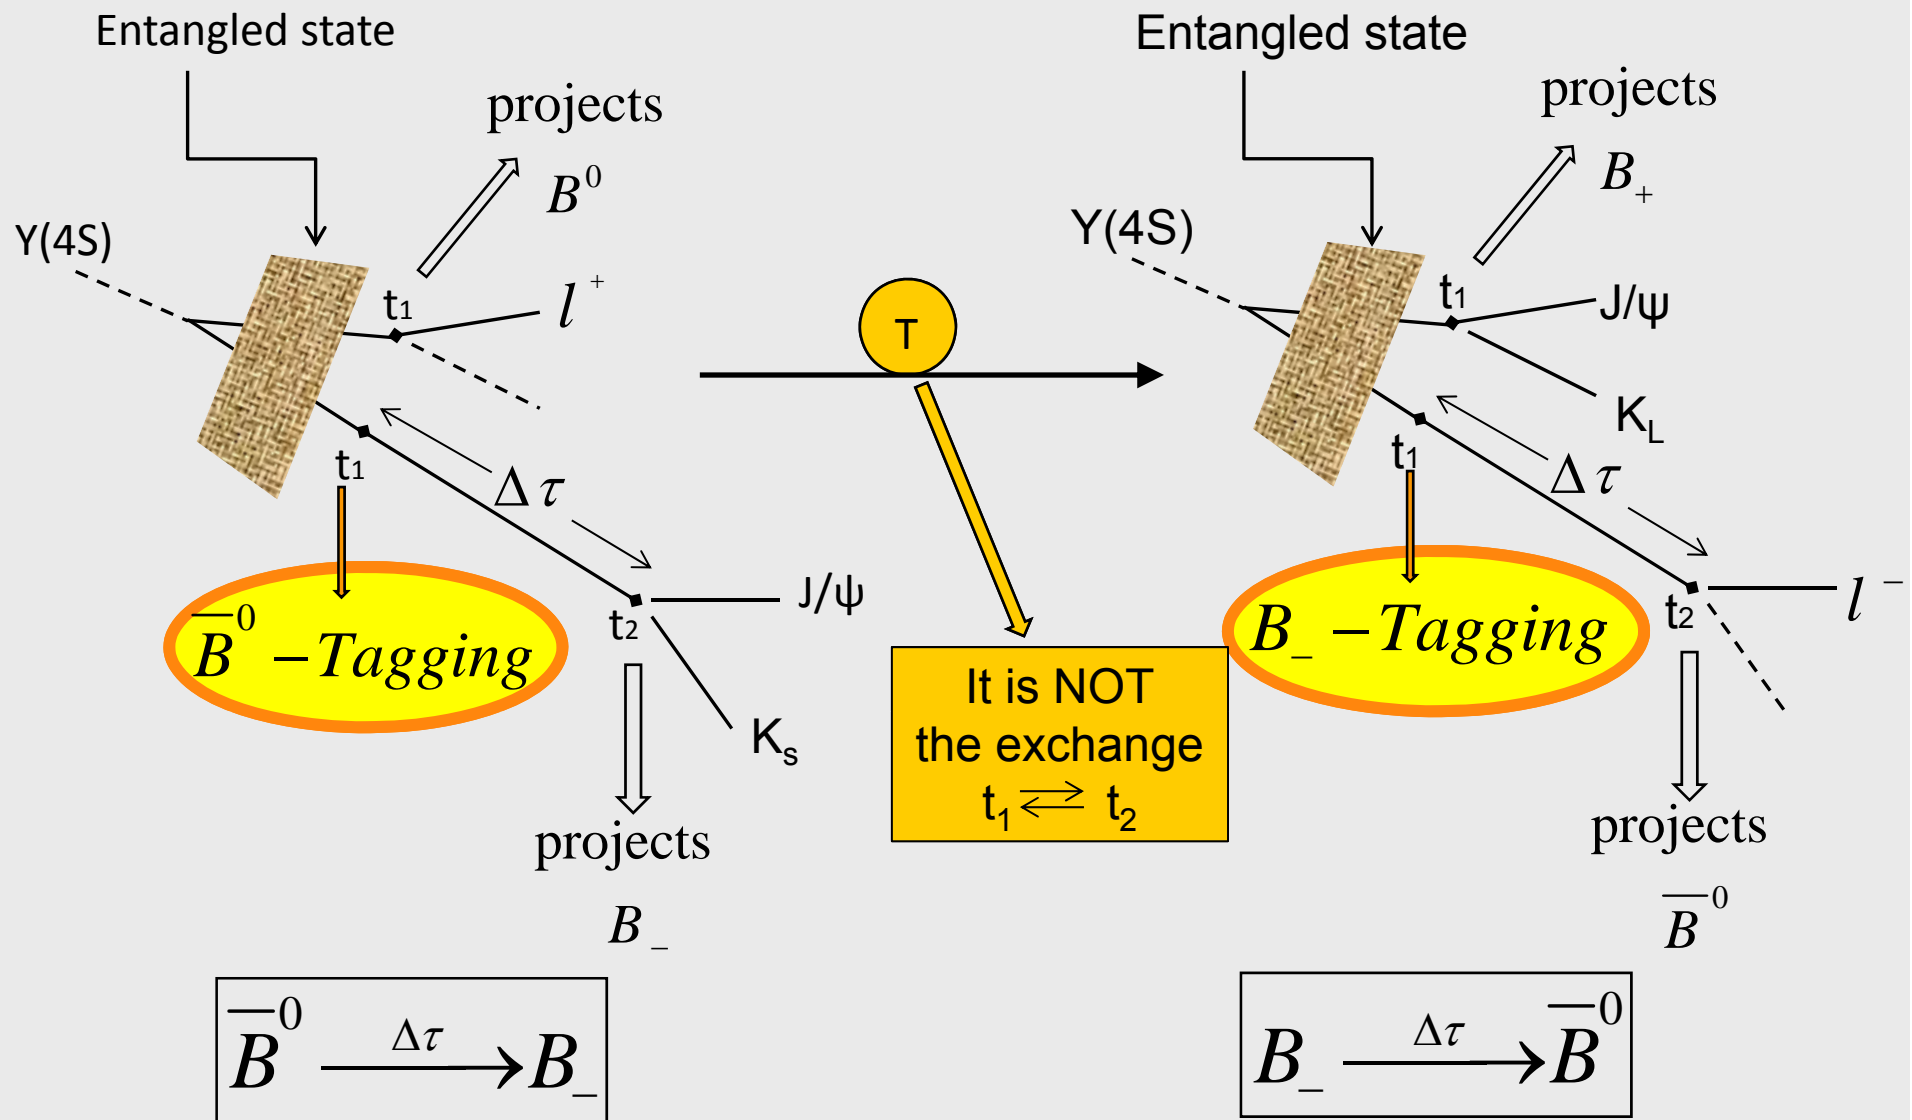 Entangled state
projects
B⁰
Υ(4S)
t₁
l⁺
t₁
Δτ
B̅⁰ – Tagging
t₂
J/ψ
Kₛ
projects
B₋
B̅⁰ Δτ→ B₋
T
It is NOT
the exchange
t₁ ⇄ t₂
Entangled state
projects
B₊
Υ(4S)
t₁
J/ψ
K_L
t₁
Δτ
B₋ – Tagging
t₂
l⁻
projects
B̅⁰
B₋ Δτ→ B̅⁰